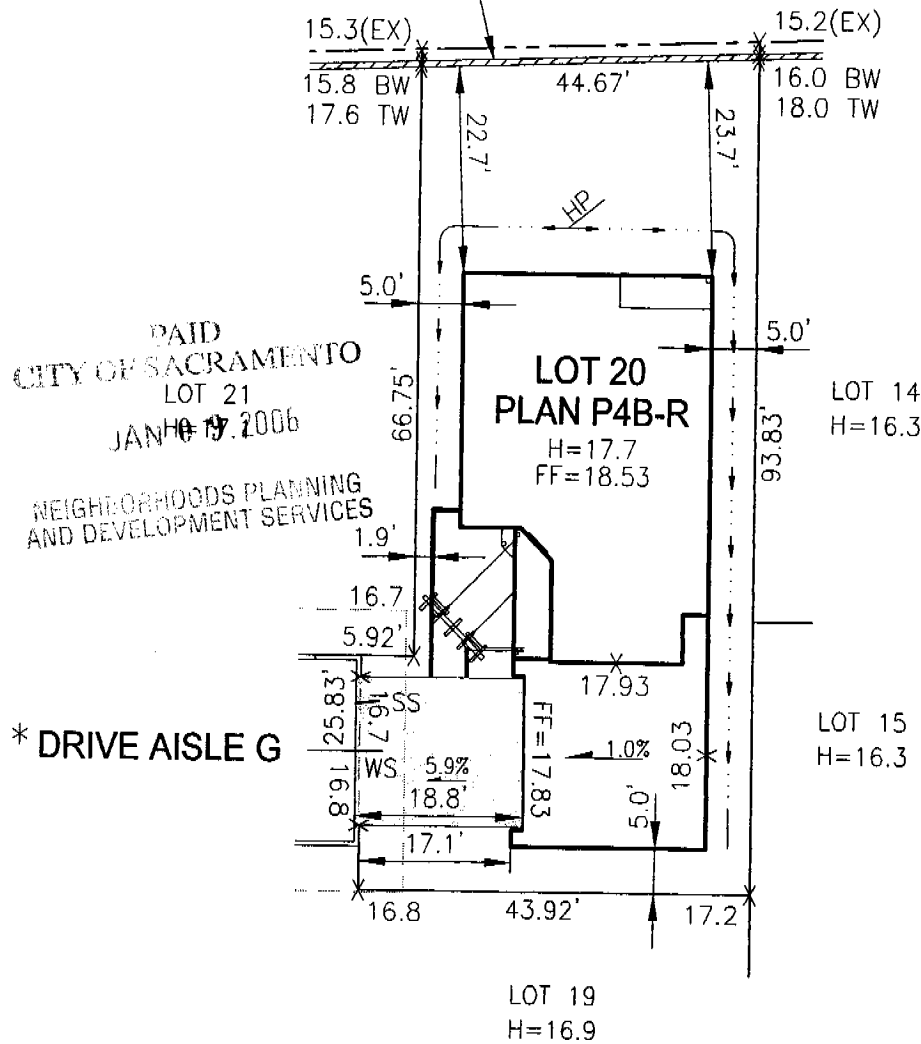 15.3(EX)
15.2(EX)
15.8 BW
17.6 TW
44.67'
16.0 BW
18.0 TW
22.7'
23.7'
HP
5.0'
5.0'
PAID
CITY OF SACRAMENTO
LOT 21
JAN 2006
NEIGHBORHOODS PLANNING
AND DEVELOPMENT SERVICES
66.75'
LOT 20
PLAN P4B-R
H=17.7
FF=18.53
93.83'
LOT 14
H=16.3
1.9'
16.7
5.92'
17.93
25.83'
16.7
SS
* DRIVE AISLE G
WS
16.8
5.9%
18.8'
17.1'
FF=17.83
1.0%
18.03
5.0'
LOT 15
H=16.3
16.8
43.92'
17.2
LOT 19
H=16.9